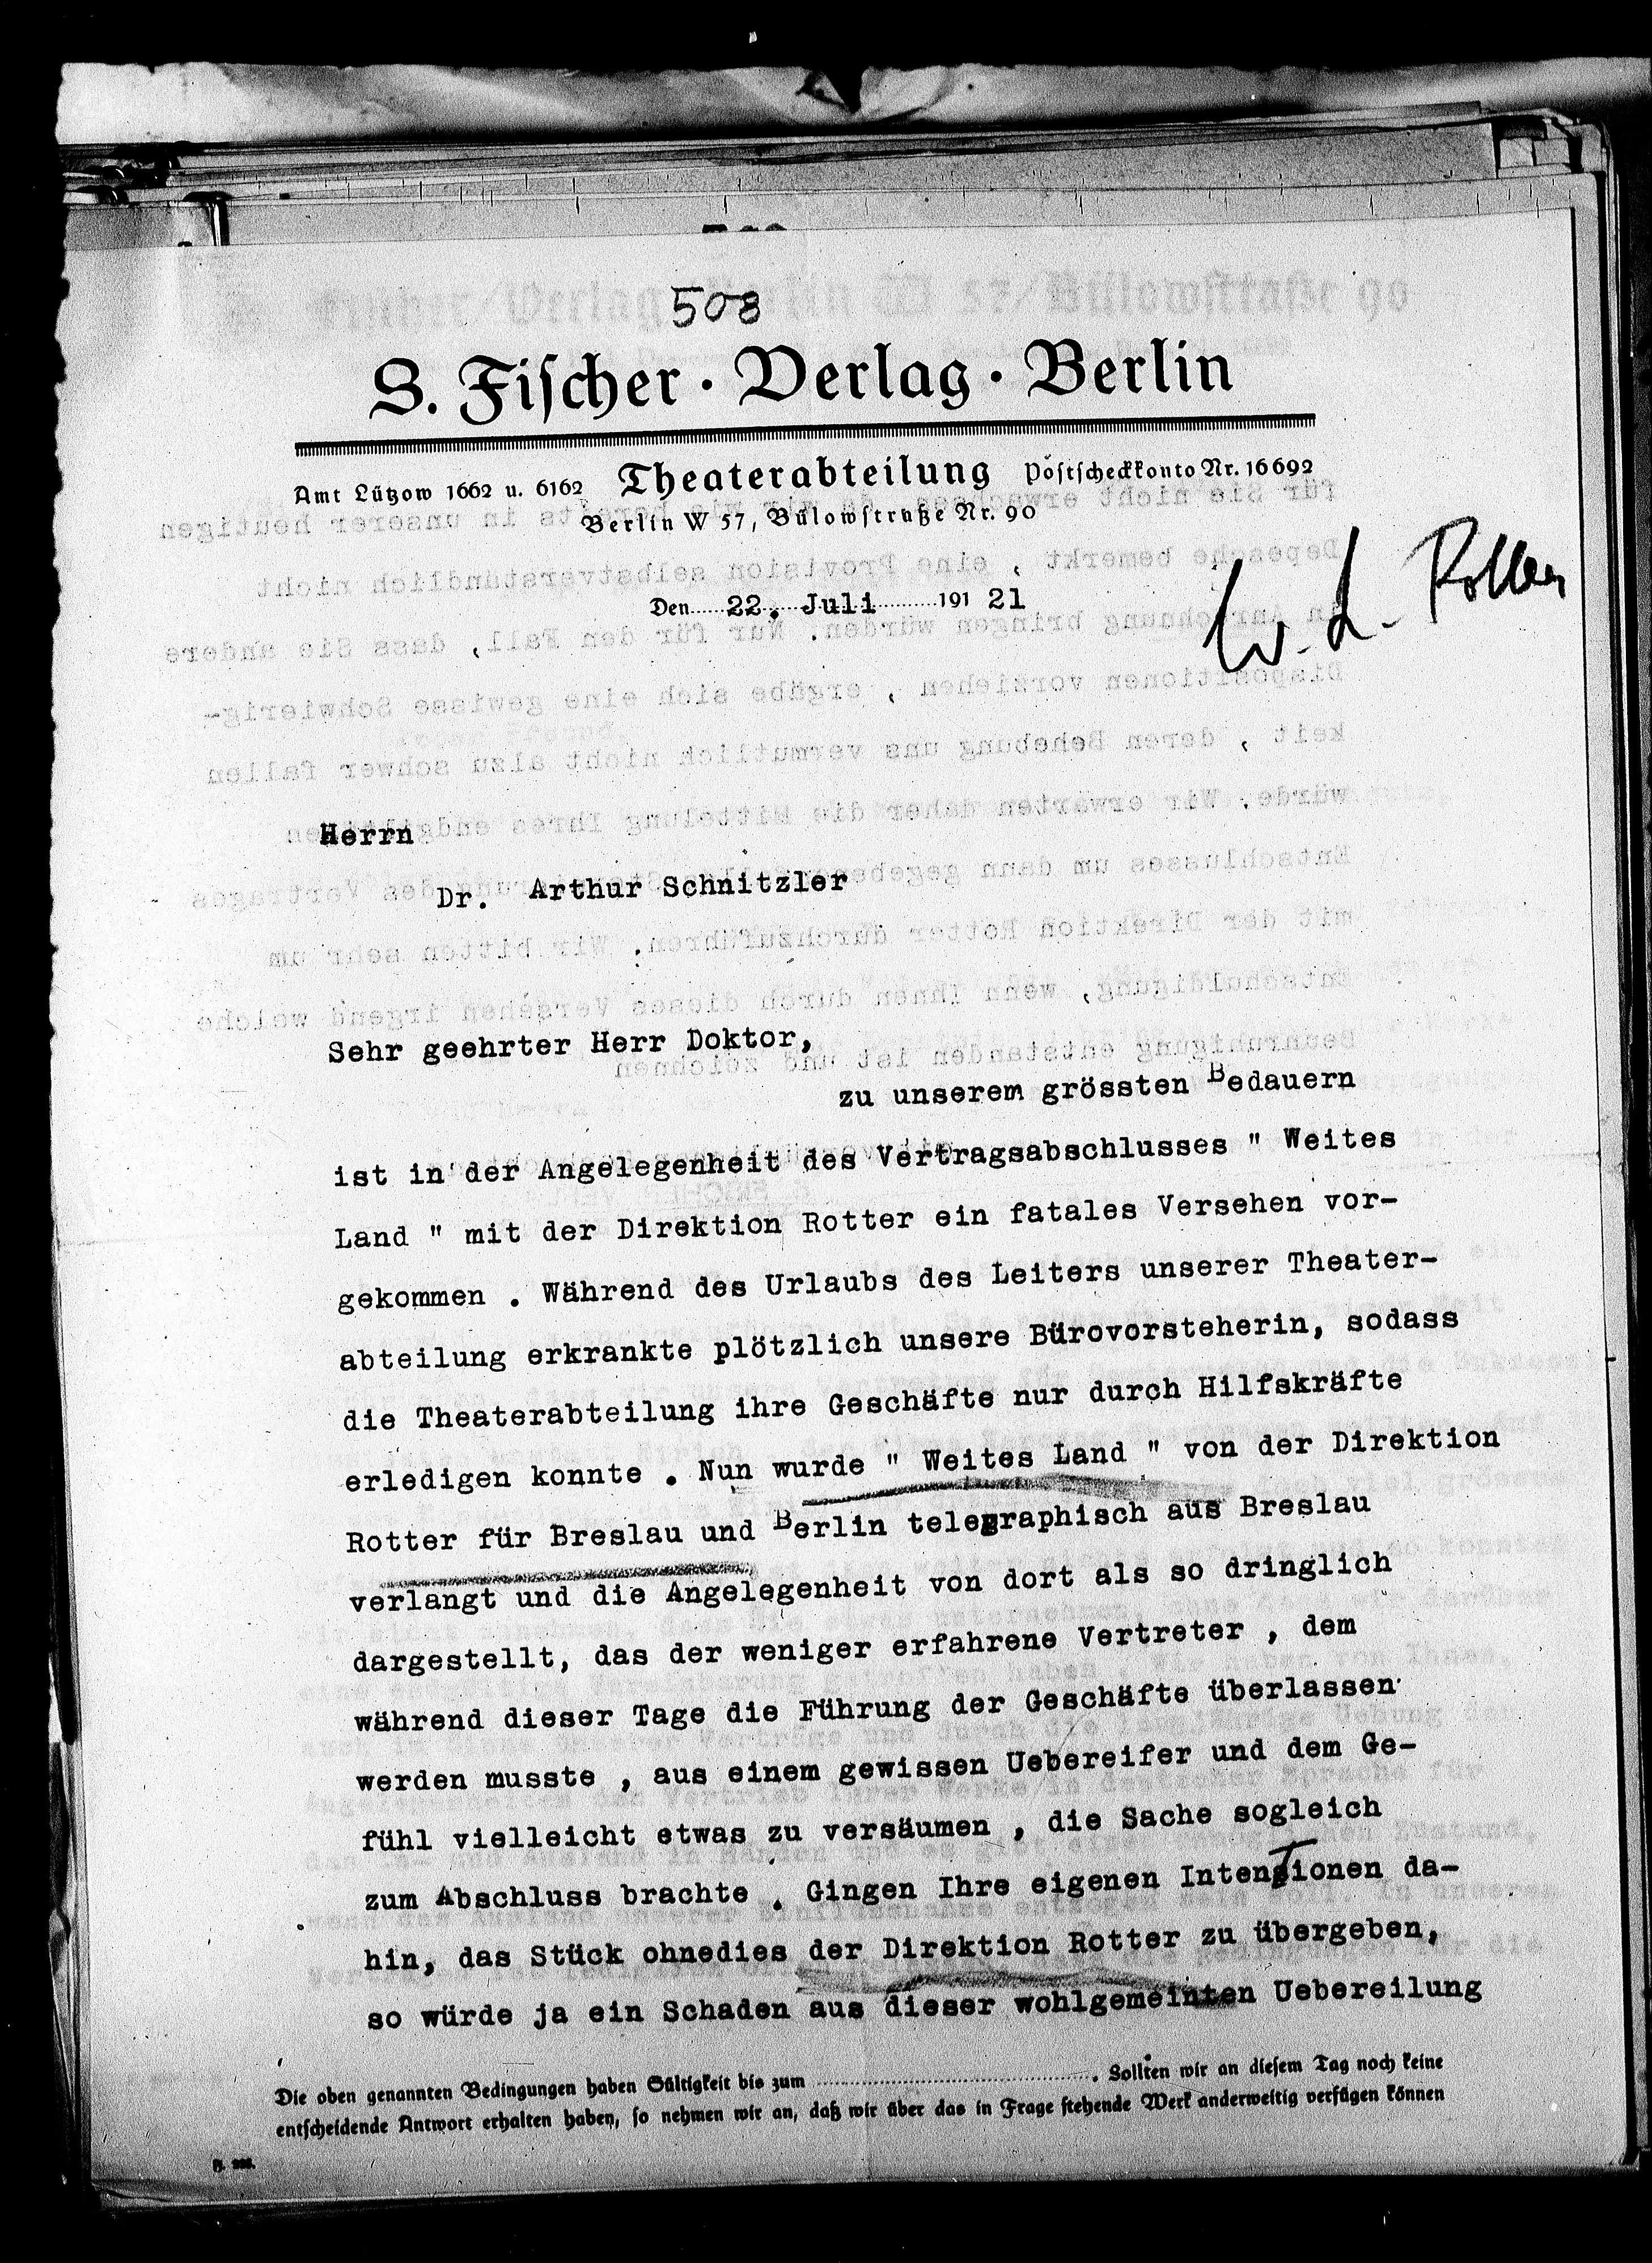 508
S. Fischer · Verlag · Berlin
Amt Lützow 1662 u. 6162 Theaterabteilung Postscheckkonto Nr. 16692
Berlin W 57, Bülowstraße Nr. 90
Den 22. Juli 191 21
W. L. Rotter
Herrn
Dr. Arthur Schnitzler
Sehr geehrter Herr Doktor,
zu unserem grössten Bedauern
ist in der Angelegenheit des Vertragsabschlusses " Weites
Land " mit der Direktion Rotter ein fatales Versehen vor-
gekommen . Während des Urlaubs des Leiters unserer Theater-
abteilung erkrankte plötzlich unsere Bürovorsteherin, sodass
die Theaterabteilung ihre Geschäfte nur durch Hilfskräfte
erledigen konnte . Nun wurde " Weites Land " von der Direktion
Rotter für Breslau und Berlin telegraphisch aus Breslau
verlangt und die Angelegenheit von dort als so dringlich
dargestellt, das der weniger erfahrene Vertreter , dem
während dieser Tage die Führung der Geschäfte überlassen
werden musste , aus einem gewissen Uebereifer und dem Ge-
fühl vielleicht etwas zu versäumen , die Sache sogleich
zum Abschluss brachte . Gingen Ihre eigenen Intentionen da-
hin, das Stück ohnedies der Direktion Rotter zu übergeben,
so würde ja ein Schaden aus dieser wohlgemeinten Uebereilung
Die oben genannten Bedingungen haben Gültigkeit bis zum . Sollten wir an diesem Tag noch keine
entscheidende Antwort erhalten haben, so nehmen wir an, daß wir über das in Frage stehende Werk anderweitig verfügen können